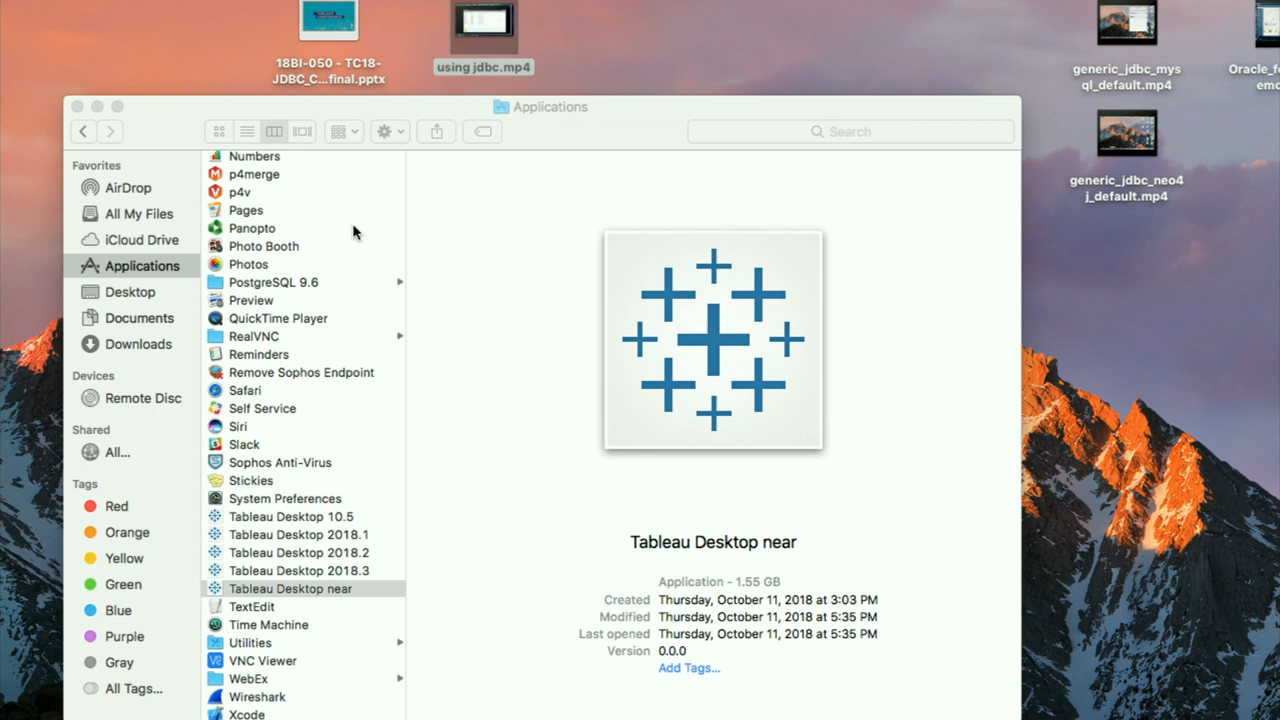 18BI-050 - TC18-
JDBC_C...final.pptx
using jdbc.mp4
generic_jdbc_mys
ql_default.mp4
generic_jdbc_neo4
j_default.mp4
Applications
Search
Favorites
AirDrop
All My Files
iCloud Drive
Applications
Desktop
Documents
Downloads
Devices
Remote Disc
Shared
All...
Tags
Red
Orange
Yellow
Green
Blue
Purple
Gray
All Tags...
Numbers
p4merge
p4v
Pages
Panopto
Photo Booth
Photos
PostgreSQL 9.6
Preview
QuickTime Player
RealVNC
Reminders
Remove Sophos Endpoint
Safari
Self Service
Siri
Slack
Sophos Anti-Virus
Stickies
System Preferences
Tableau Desktop 10.5
Tableau Desktop 2018.1
Tableau Desktop 2018.2
Tableau Desktop 2018.3
Tableau Desktop near
TextEdit
Time Machine
Utilities
VNC Viewer
WebEx
Wireshark
Xcode
Tableau Desktop near
Application - 1.55 GB
Created Thursday, October 11, 2018 at 3:03 PM
Modified Thursday, October 11, 2018 at 5:35 PM
Last opened Thursday, October 11, 2018 at 5:35 PM
Version 0.0.0
Add Tags...